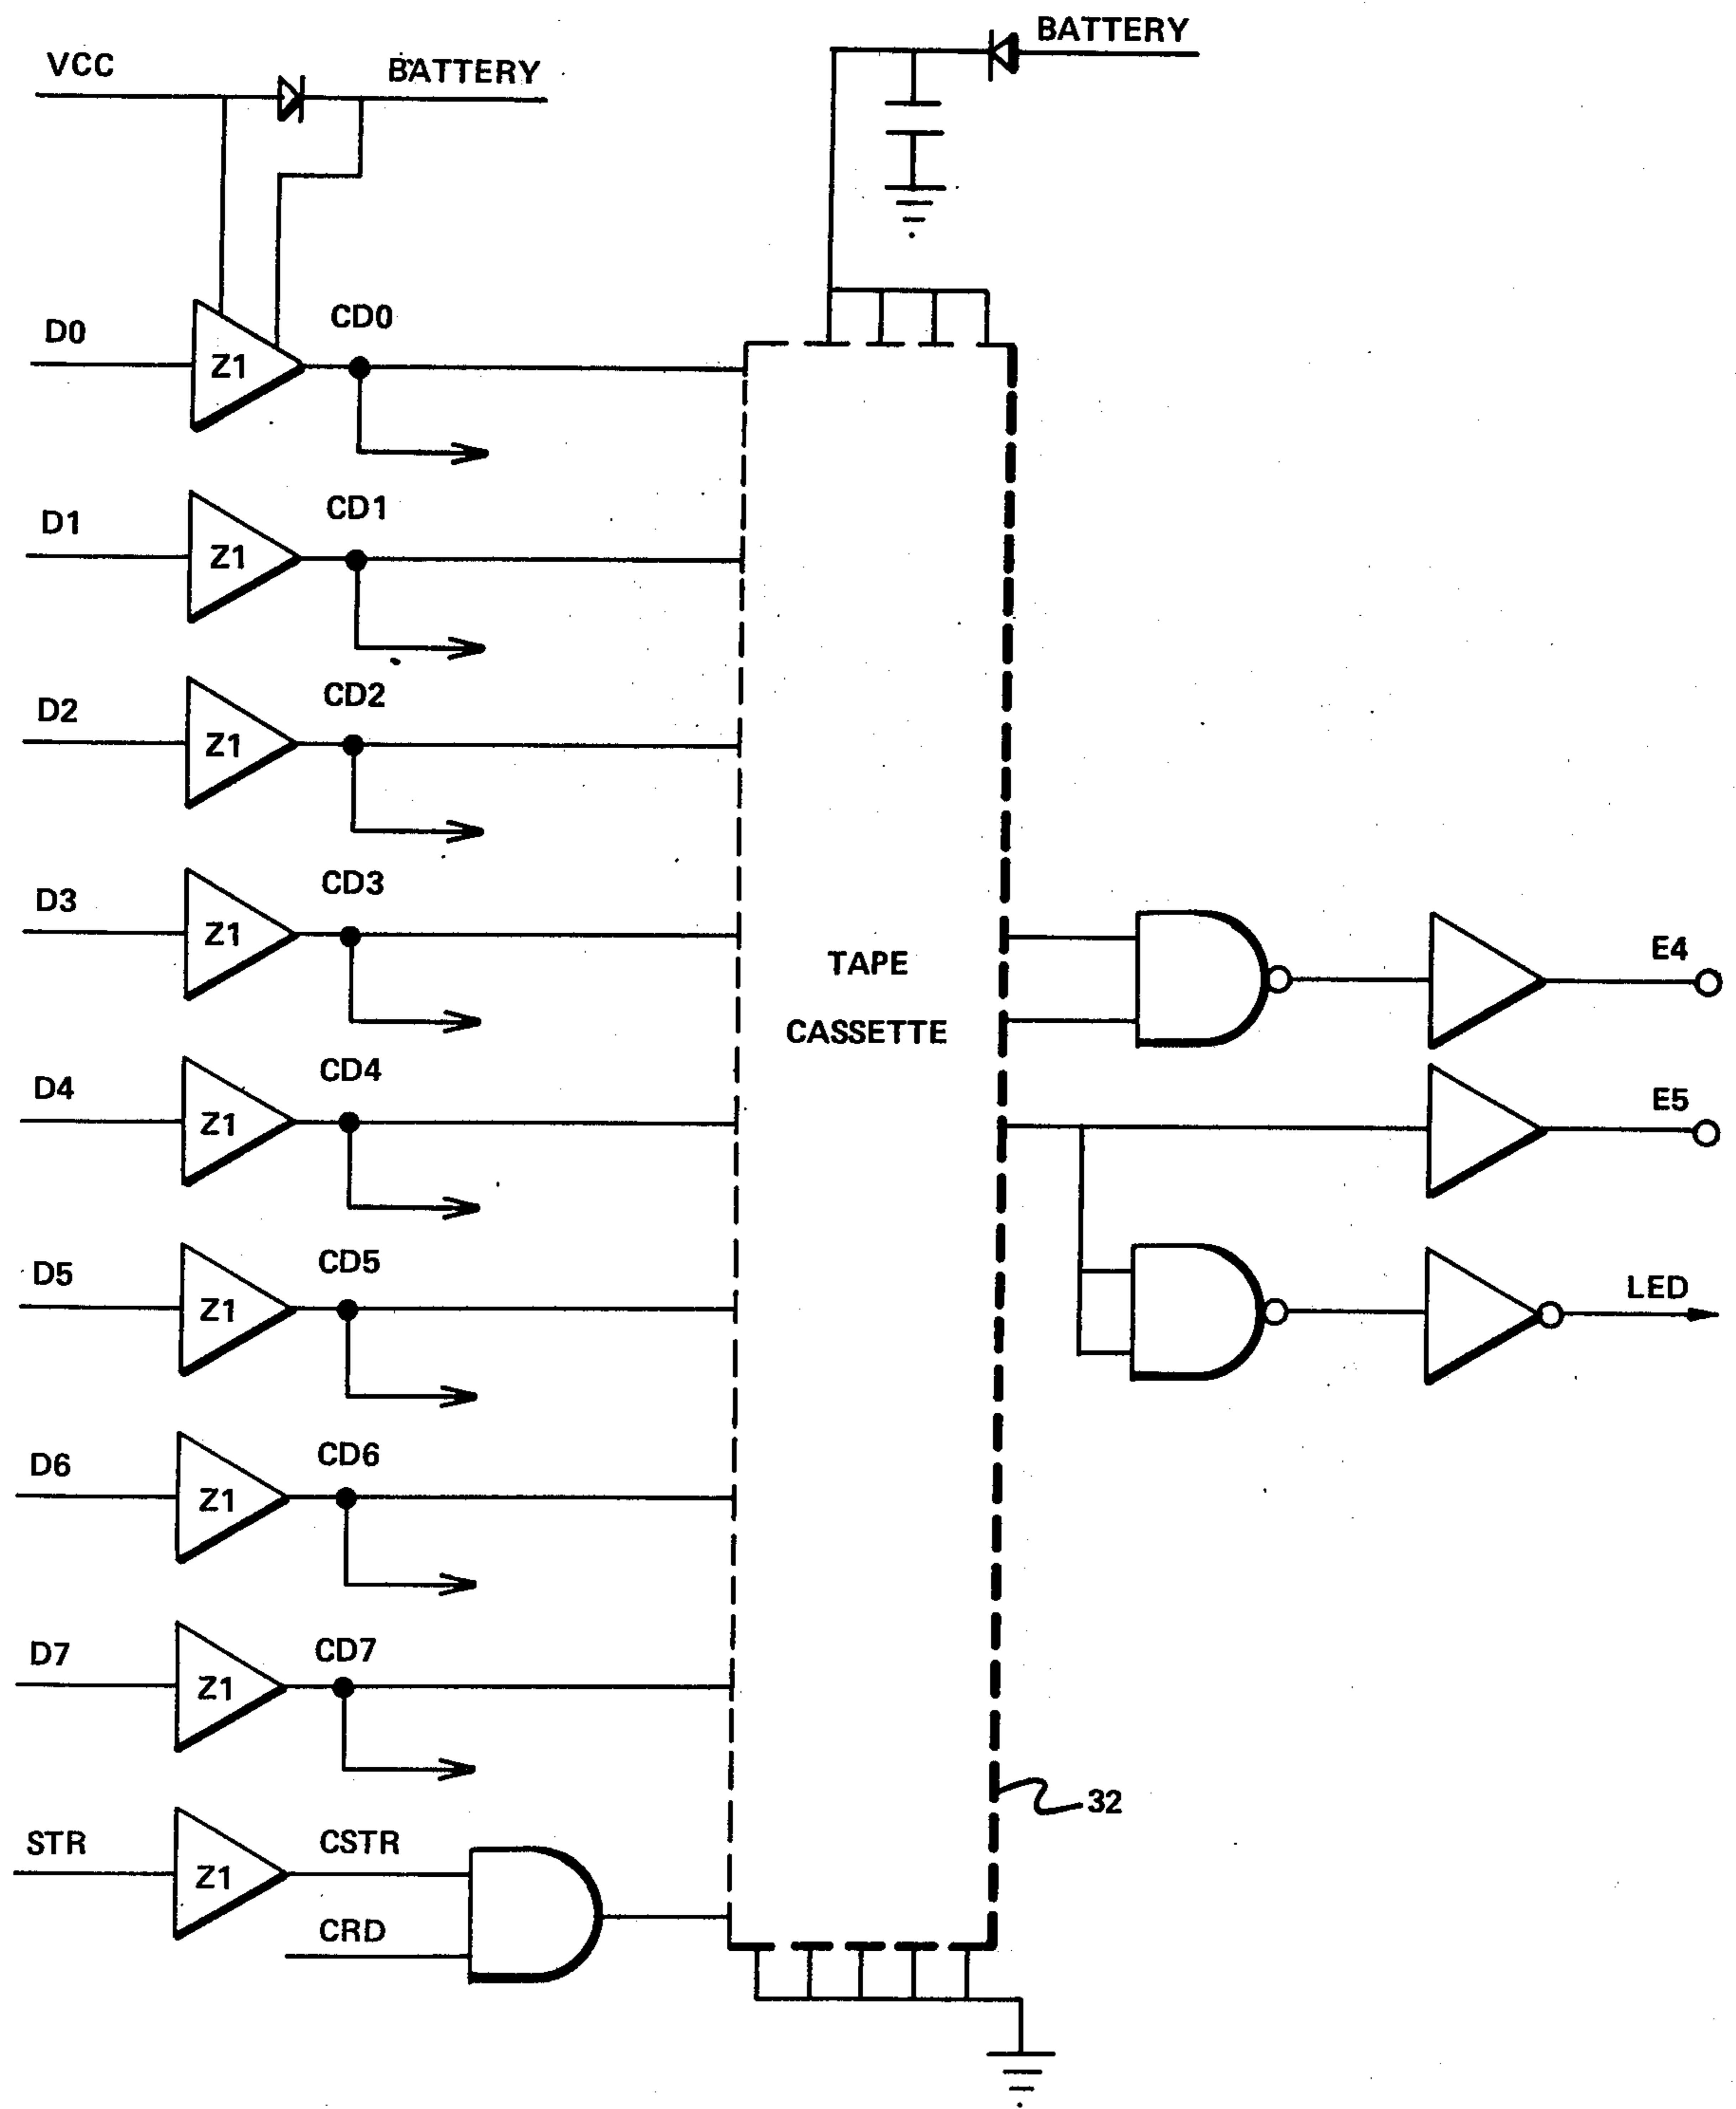 VCC
BATTERY
BATTERY
D0
Z1
CD0
D1
Z1
CD1
D2
Z1
CD2
D3
Z1
CD3
D4
Z1
CD4
D5
Z1
CD5
D6
Z1
CD6
D7
Z1
CD7
STR
Z1
CSTR
CRD
TAPE
CASSETTE
E4
E5
LED
32